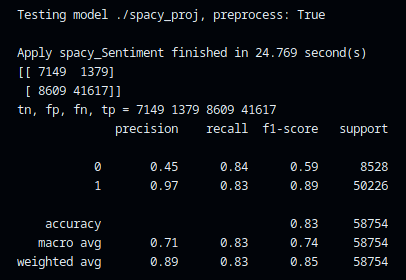 Testing model ./spacy_proj, preprocess: True
Apply spacy_Sentiment finished in 24.769 second(s)
[[ 7149  1379]
 [ 8609 41617]]
tn, fp, fn, tp = 7149 1379 8609 41617
              precision    recall  f1-score   support
           0       0.45      0.84      0.59      8528
           1       0.97      0.83      0.89     50226
    accuracy                           0.83     58754
   macro avg       0.71      0.83      0.74     58754
weighted avg       0.89      0.83      0.85     58754